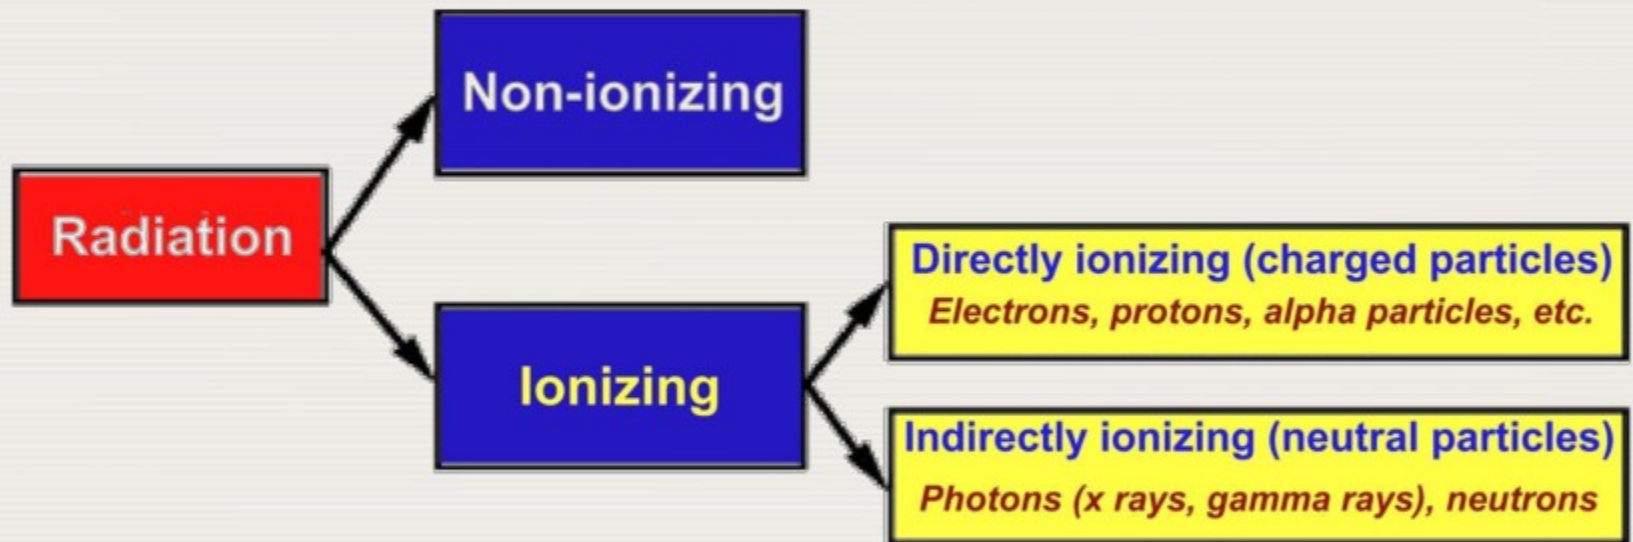 Non-ionizing
Radiation
Ionizing
Directly ionizing (charged particles)
Electrons, protons, alpha particles, etc.
Indirectly ionizing (neutral particles)
Photons (x rays, gamma rays), neutrons